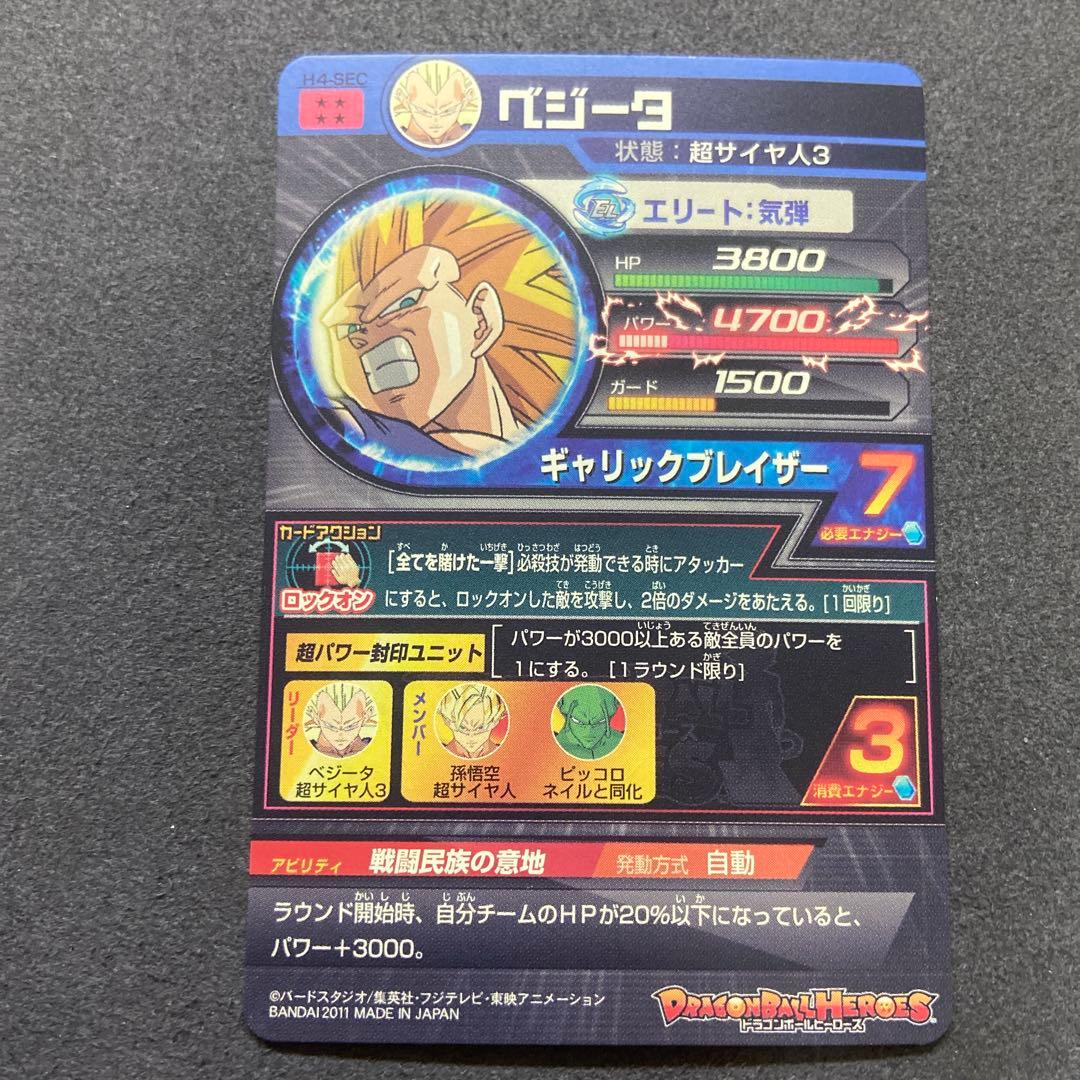 H4-SEC
ベジータ
状態：超サイヤ人3
EL エリート：気弾
HP 3800
パワー 4700
ガード 1500
ギャリックブレイザー 7
必要エナジー
カードアクション
ロックオン
[全てを賭けた一撃]必殺技が発動できる時にアタッカー
にすると、ロックオンした敵を攻撃し、2倍のダメージをあたえる。[1回限り]
超パワー封印ユニット
パワーが3000以上ある敵全員のパワーを
1にする。 [1ラウンド限り]
リーダー
ベジータ
超サイヤ人3
メンバー
孫悟空
超サイヤ人
ピッコロ
ネイルと同化
3
消費エナジー
アビリティ 戦闘民族の意地 発動方式 自動
ラウンド開始時、自分チームのHPが20%以下になっていると、
パワー＋3000。
©バードスタジオ/集英社・フジテレビ・東映アニメーション
BANDAI 2011 MADE IN JAPAN
DRAGONBALL HEROES
ドラゴンボールヒーローズ